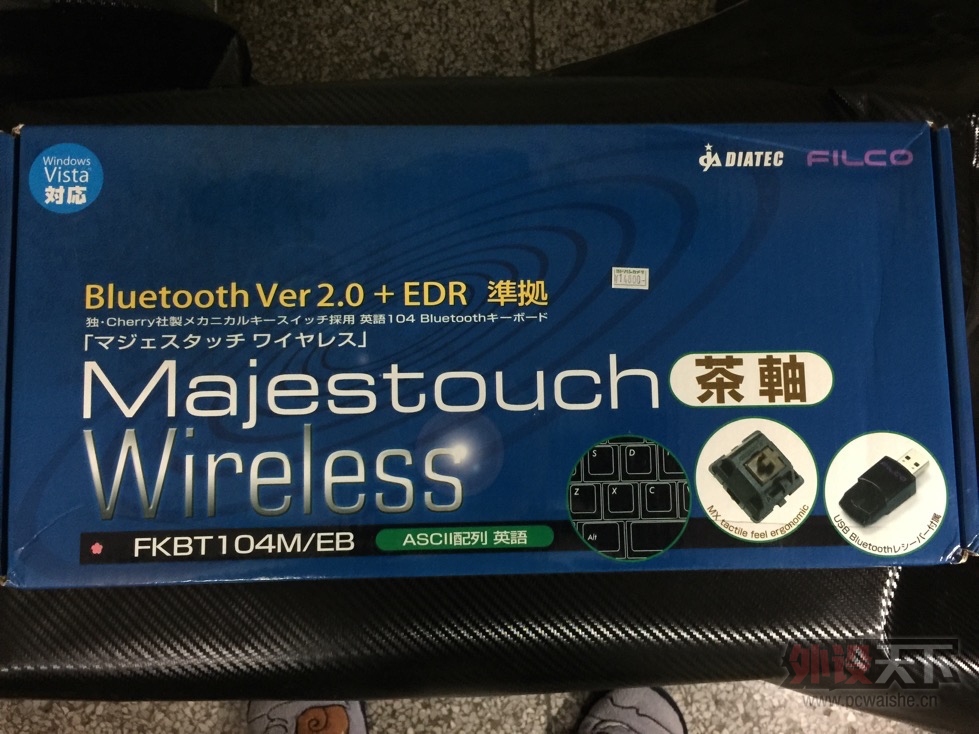 Windows
Vista
対応
DIATEC FILCO
Bluetooth Ver 2.0 + EDR 準拠
独・Cherry社製メカニカルキースイッチ採用 英語104 Bluetoothキーボード
「マジェスタッチ ワイヤレス」
Majestouch 茶軸
Wireless
S D
Z X C
Alt
MX tactile feel ergonomic
USB Bluetoothレシーバー付属
FKBT104M/EB ASCII配列 英語
外设天下
www.pcwaishe.cn